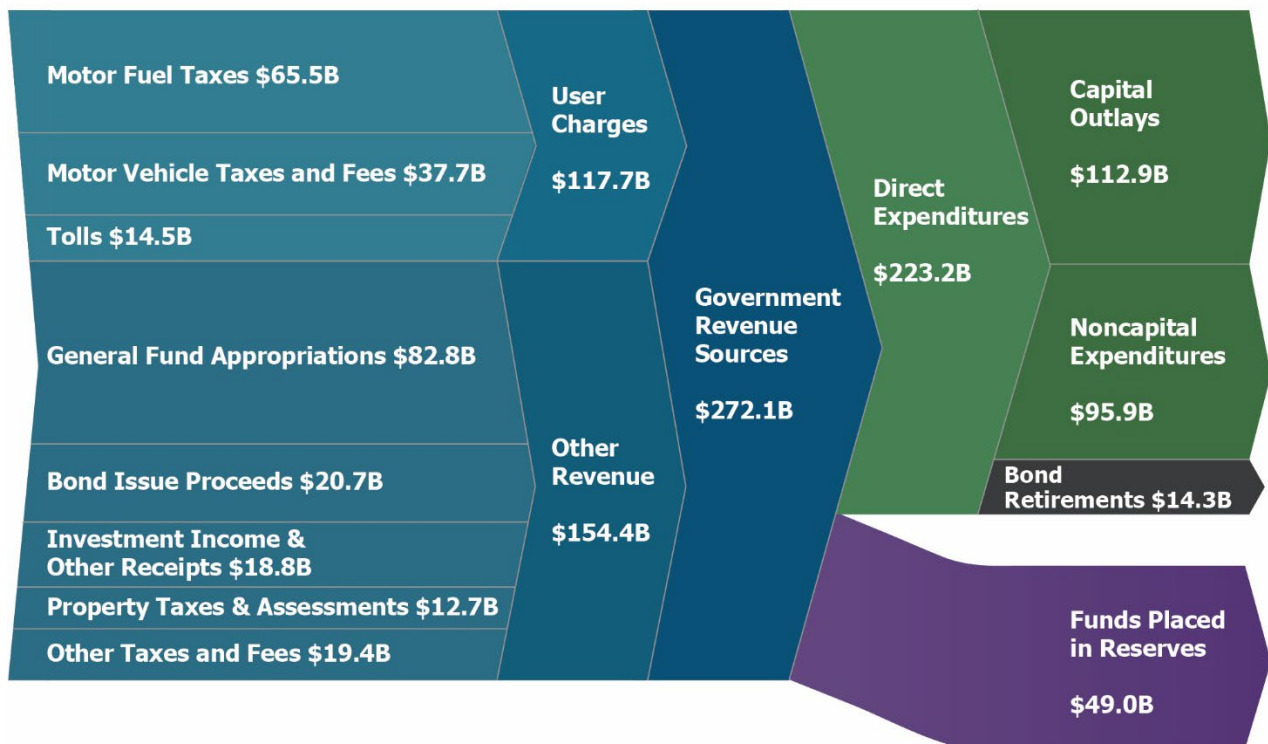 Motor Fuel Taxes $65.5B
Motor Vehicle Taxes and Fees $37.7B
Tolls $14.5B
General Fund Appropriations $82.8B
Bond Issue Proceeds $20.7B
Investment Income &
Other Receipts $18.8B
Property Taxes & Assessments $12.7B
Other Taxes and Fees $19.4B
User
Charges
$117.7B
Other
Revenue
$154.4B
Government
Revenue
Sources
$272.1B
Direct
Expenditures
$223.2B
Capital
Outlays
$112.9B
Noncapital
Expenditures
$95.9B
Bond
Retirements $14.3B
Funds Placed
in Reserves
$49.0B